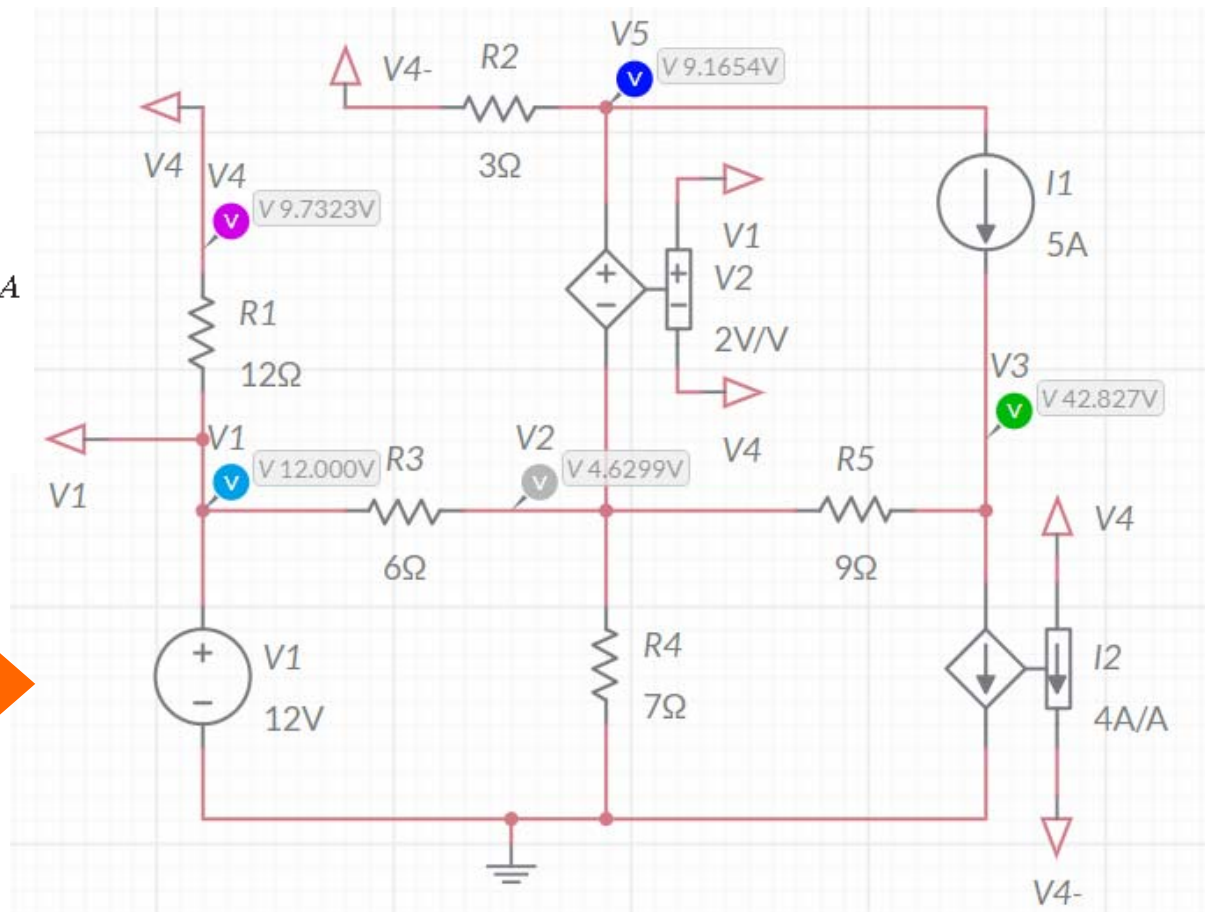 V5
V 9.1654V
V4-
R2
3Ω
V4
V4
V 9.7323V
I1
5A
V1
V2
2V/V
A
R1
12Ω
V3
V 42.827V
V1
V 12.000V
R3
V2
V 4.6299V
V4
R5
V1
V4
6Ω
9Ω
V1
12V
R4
7Ω
I2
4A/A
V4-